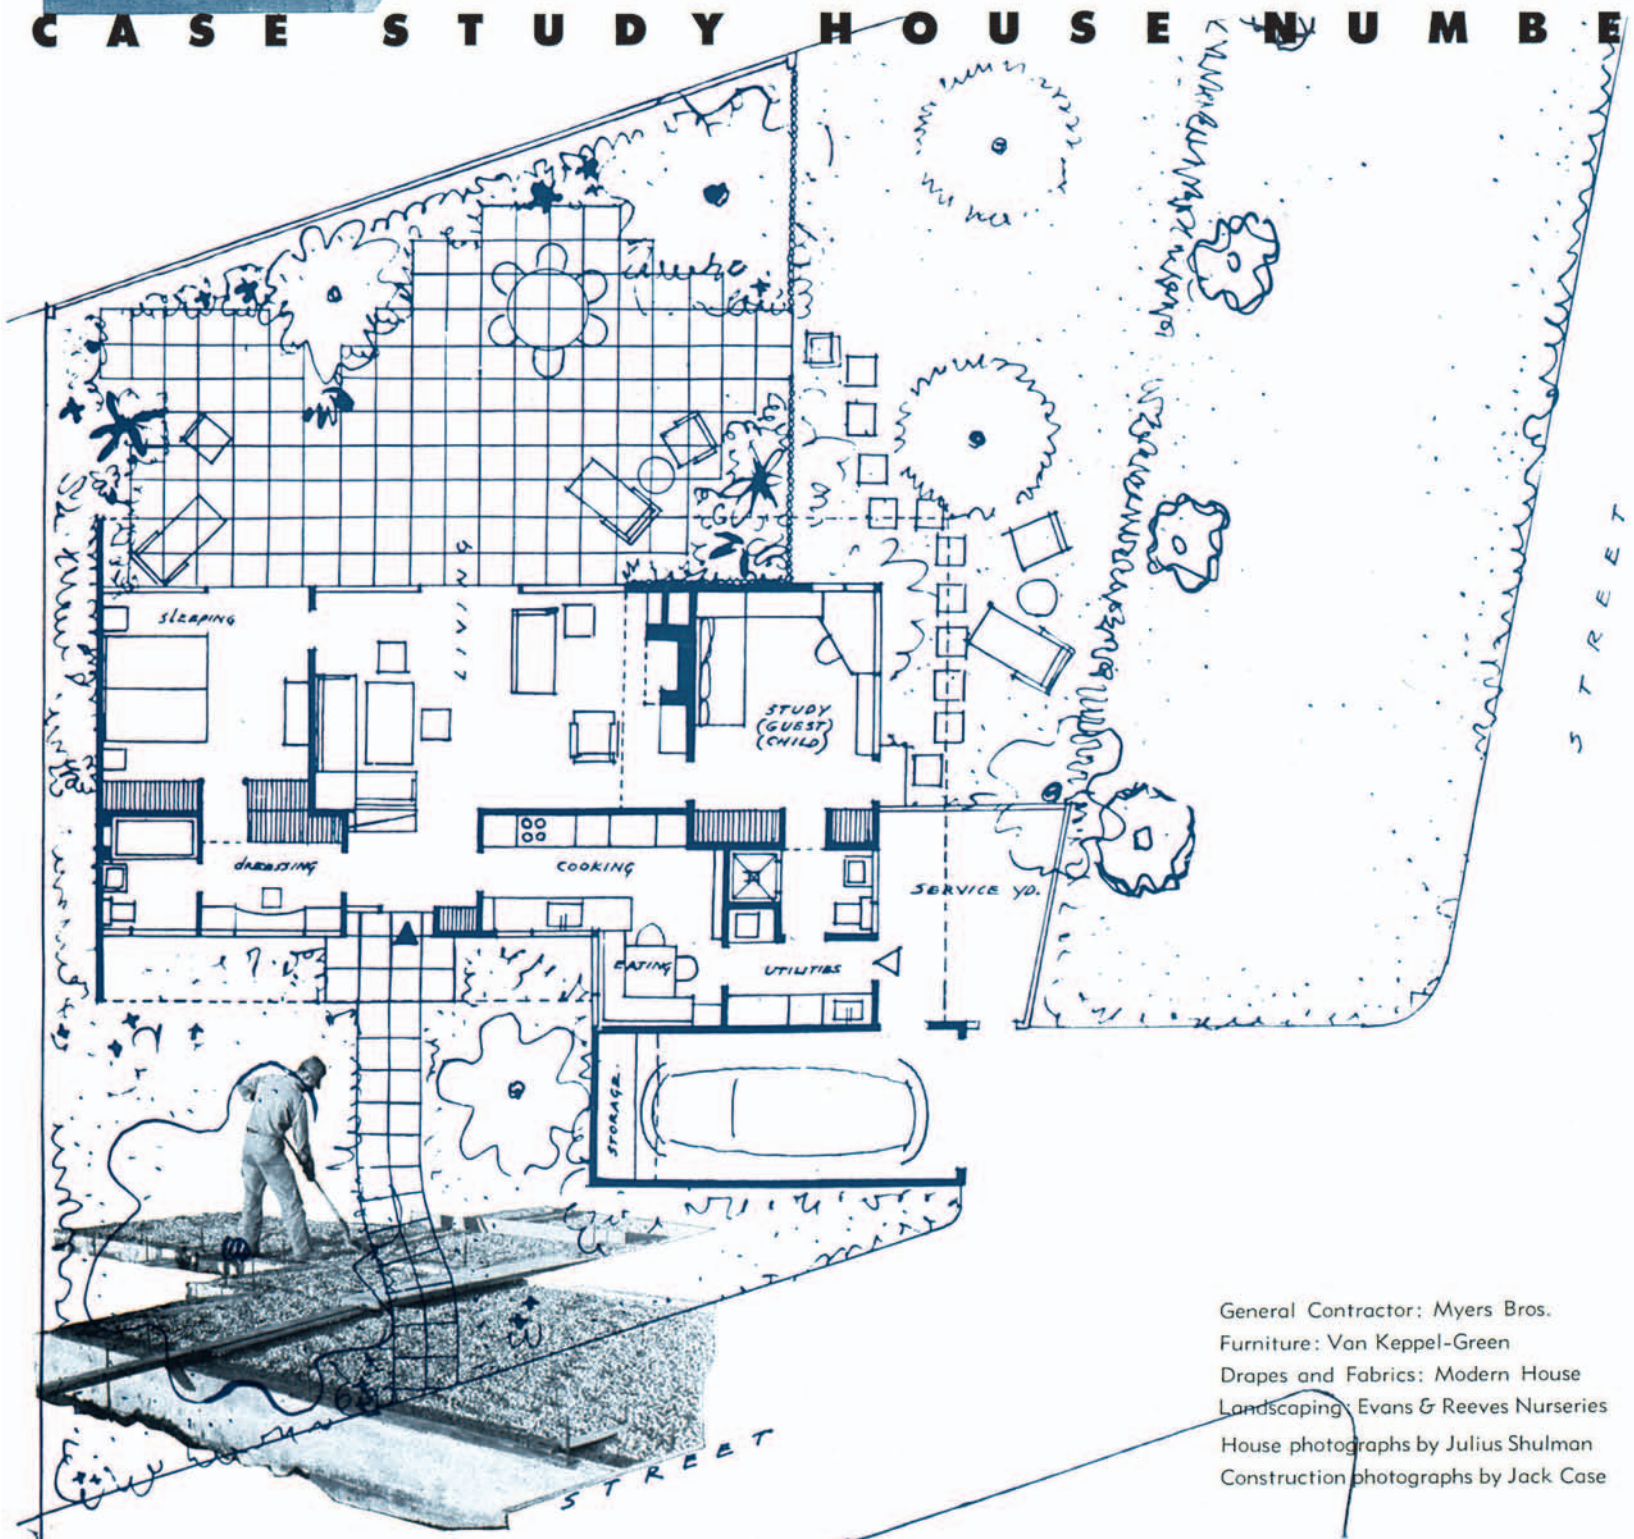 CASE STUDY HOUSE NUMBE
STREET
SLEEPING
LIVING
STUDY
(GUEST)
(CHILD)
DRESSING
COOKING
SERVICE YD.
EATING
UTILITIES
STORAGE.
STREET
General Contractor: Myers Bros.
Furniture: Van Keppel-Green
Drapes and Fabrics: Modern House
Landscaping: Evans & Reeves Nurseries
House photographs by Julius Shulman
Construction photographs by Jack Case